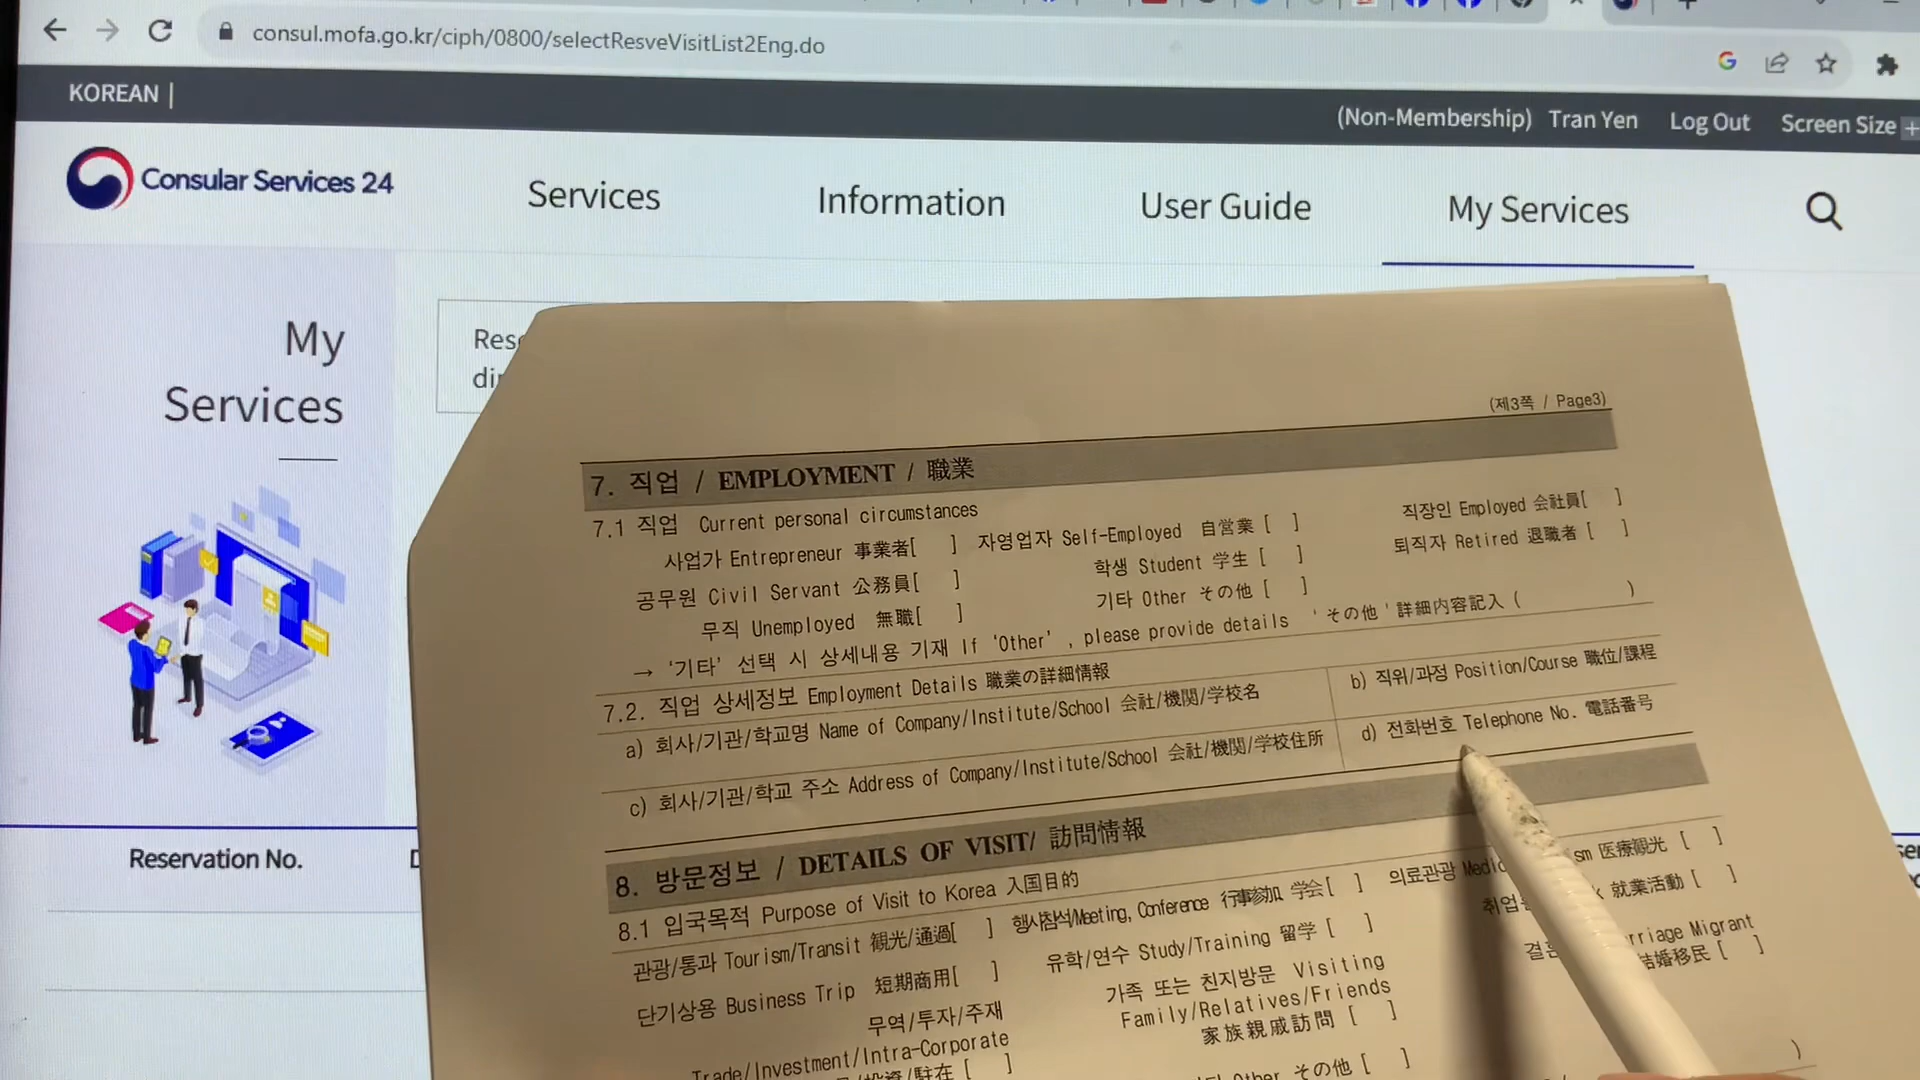 consul.mofa.go.kr/ciph/0800/selectResveVisitList2Eng.do
KOREAN |
(Non-Membership) Tran Yen Log Out Screen Size +
Consular Services 24
Services
Information
User Guide
My Services
My
Services
Reservation No.
(제3쪽 / Page3)
7. 직업 / EMPLOYMENT / 職業
7.1 직업 Current personal circumstances
사업가 Entrepreneur 事業者[ ] 자영업자 Self-Employed 自営業 [ ] 직장인 Employed 会社員[ ]
공무원 Civil Servant 公務員[ ] 학생 Student 学生 [ ] 퇴직자 Retired 退職者 [ ]
무직 Unemployed 無職[ ] 기타 Other その他 [ ]
→ ‘기타’ 선택 시 상세내용 기재 If ‘Other’, please provide details ‘その他’詳細内容記入 ( )
7.2. 직업 상세정보 Employment Details 職業の詳細情報
a) 회사/기관/학교명 Name of Company/Institute/School 会社/機関/学校名
b) 직위/과정 Position/Course 職位/課程
c) 회사/기관/학교 주소 Address of Company/Institute/School 会社/機関/学校住所
d) 전화번호 Telephone No. 電話番号
8. 방문정보 / DETAILS OF VISIT/ 訪問情報
8.1 입국목적 Purpose of Visit to Korea 入国目的
관광/통과 Tourism/Transit 観光/通過[ ] 행사참석/Meeting, Conference 行事参加 学会[ ] 의료관광 医療観光 [ ]
단기상용 Business Trip 短期商用[ ] 유학/연수 Study/Training 留学 [ ] 就業活動 [ ]
무역/투자/주재
Trade/Investment/Intra-Corporate
駐在 [ ]
가족 또는 친지방문 Visiting
Family/Relatives/Friends
家族親戚訪問 [ ]
Migrant
結婚移民 [ ]
Other その他 [ ]
)